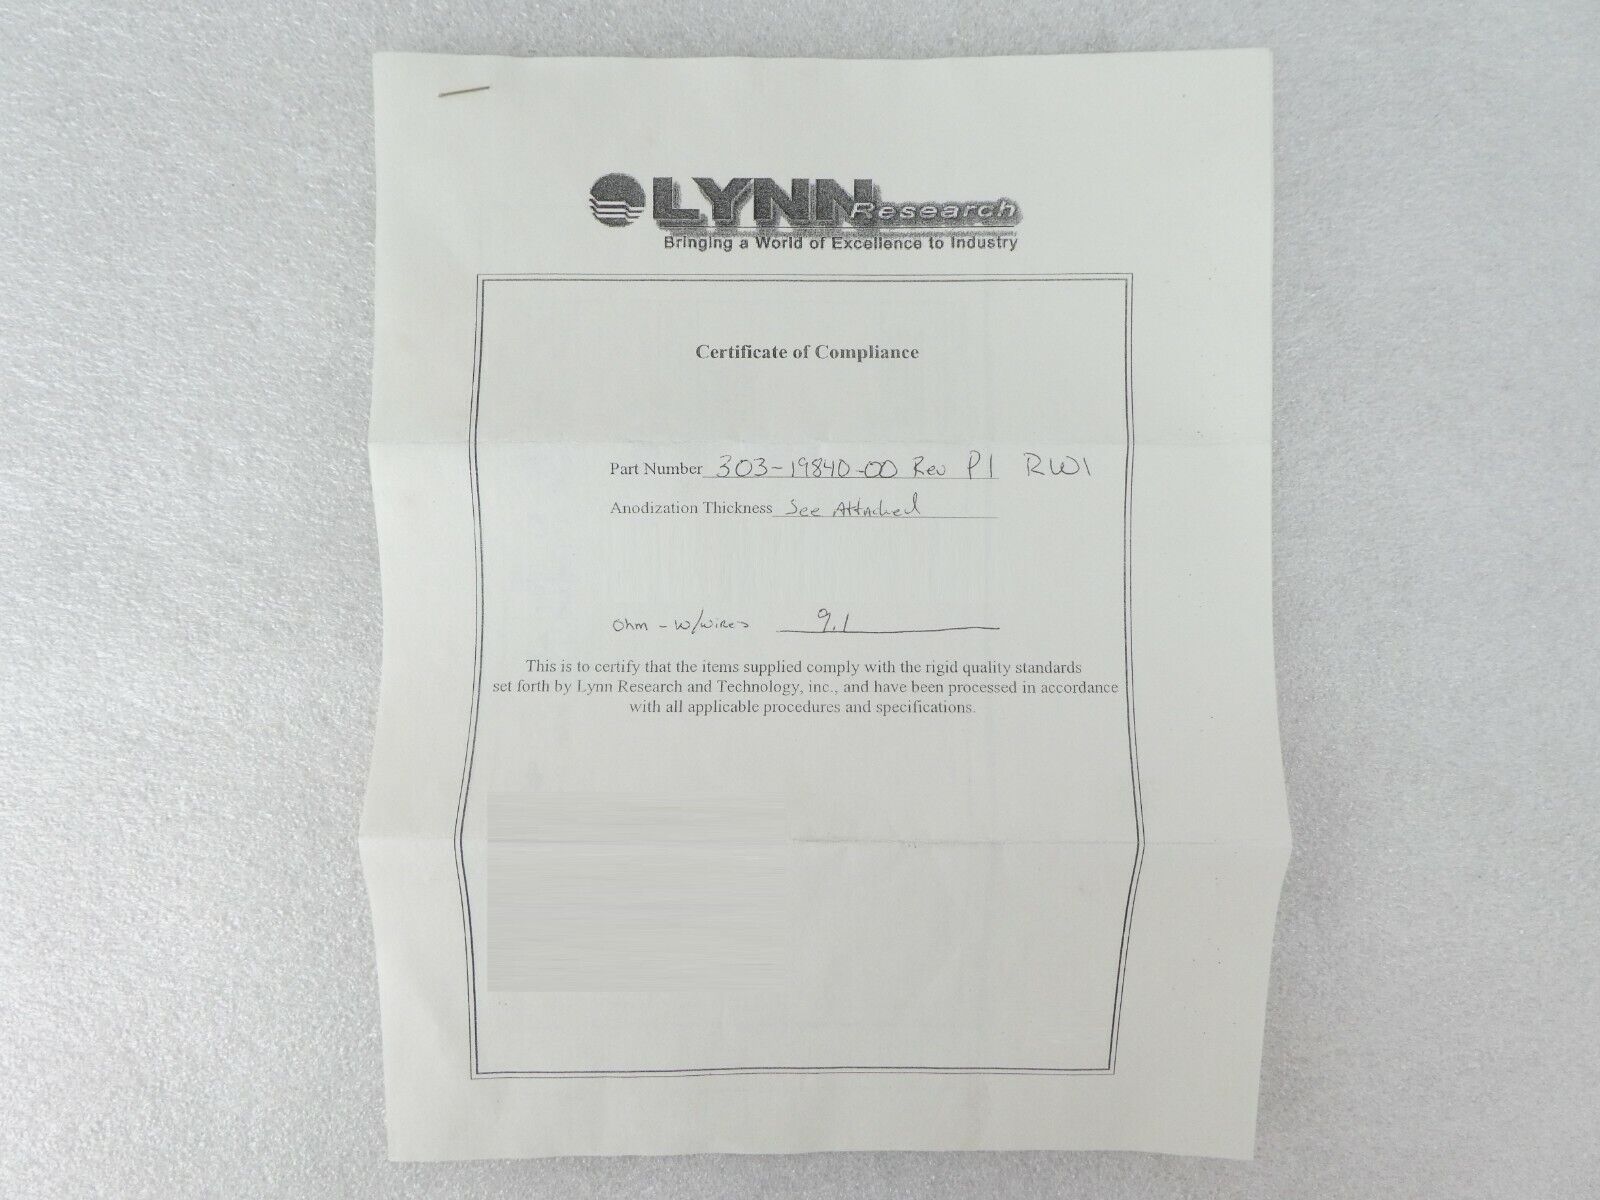 LYNN Research
Bringing a World of Excellence to Industry
Certificate of Compliance
Part Number 303-19840-00 Rev P1 RW1
Anodization Thickness See Attached
Ohm - w/wires 9.1
This is to certify that the items supplied comply with the rigid quality standards
set forth by Lynn Research and Technology, inc., and have been processed in accordance
with all applicable procedures and specifications.